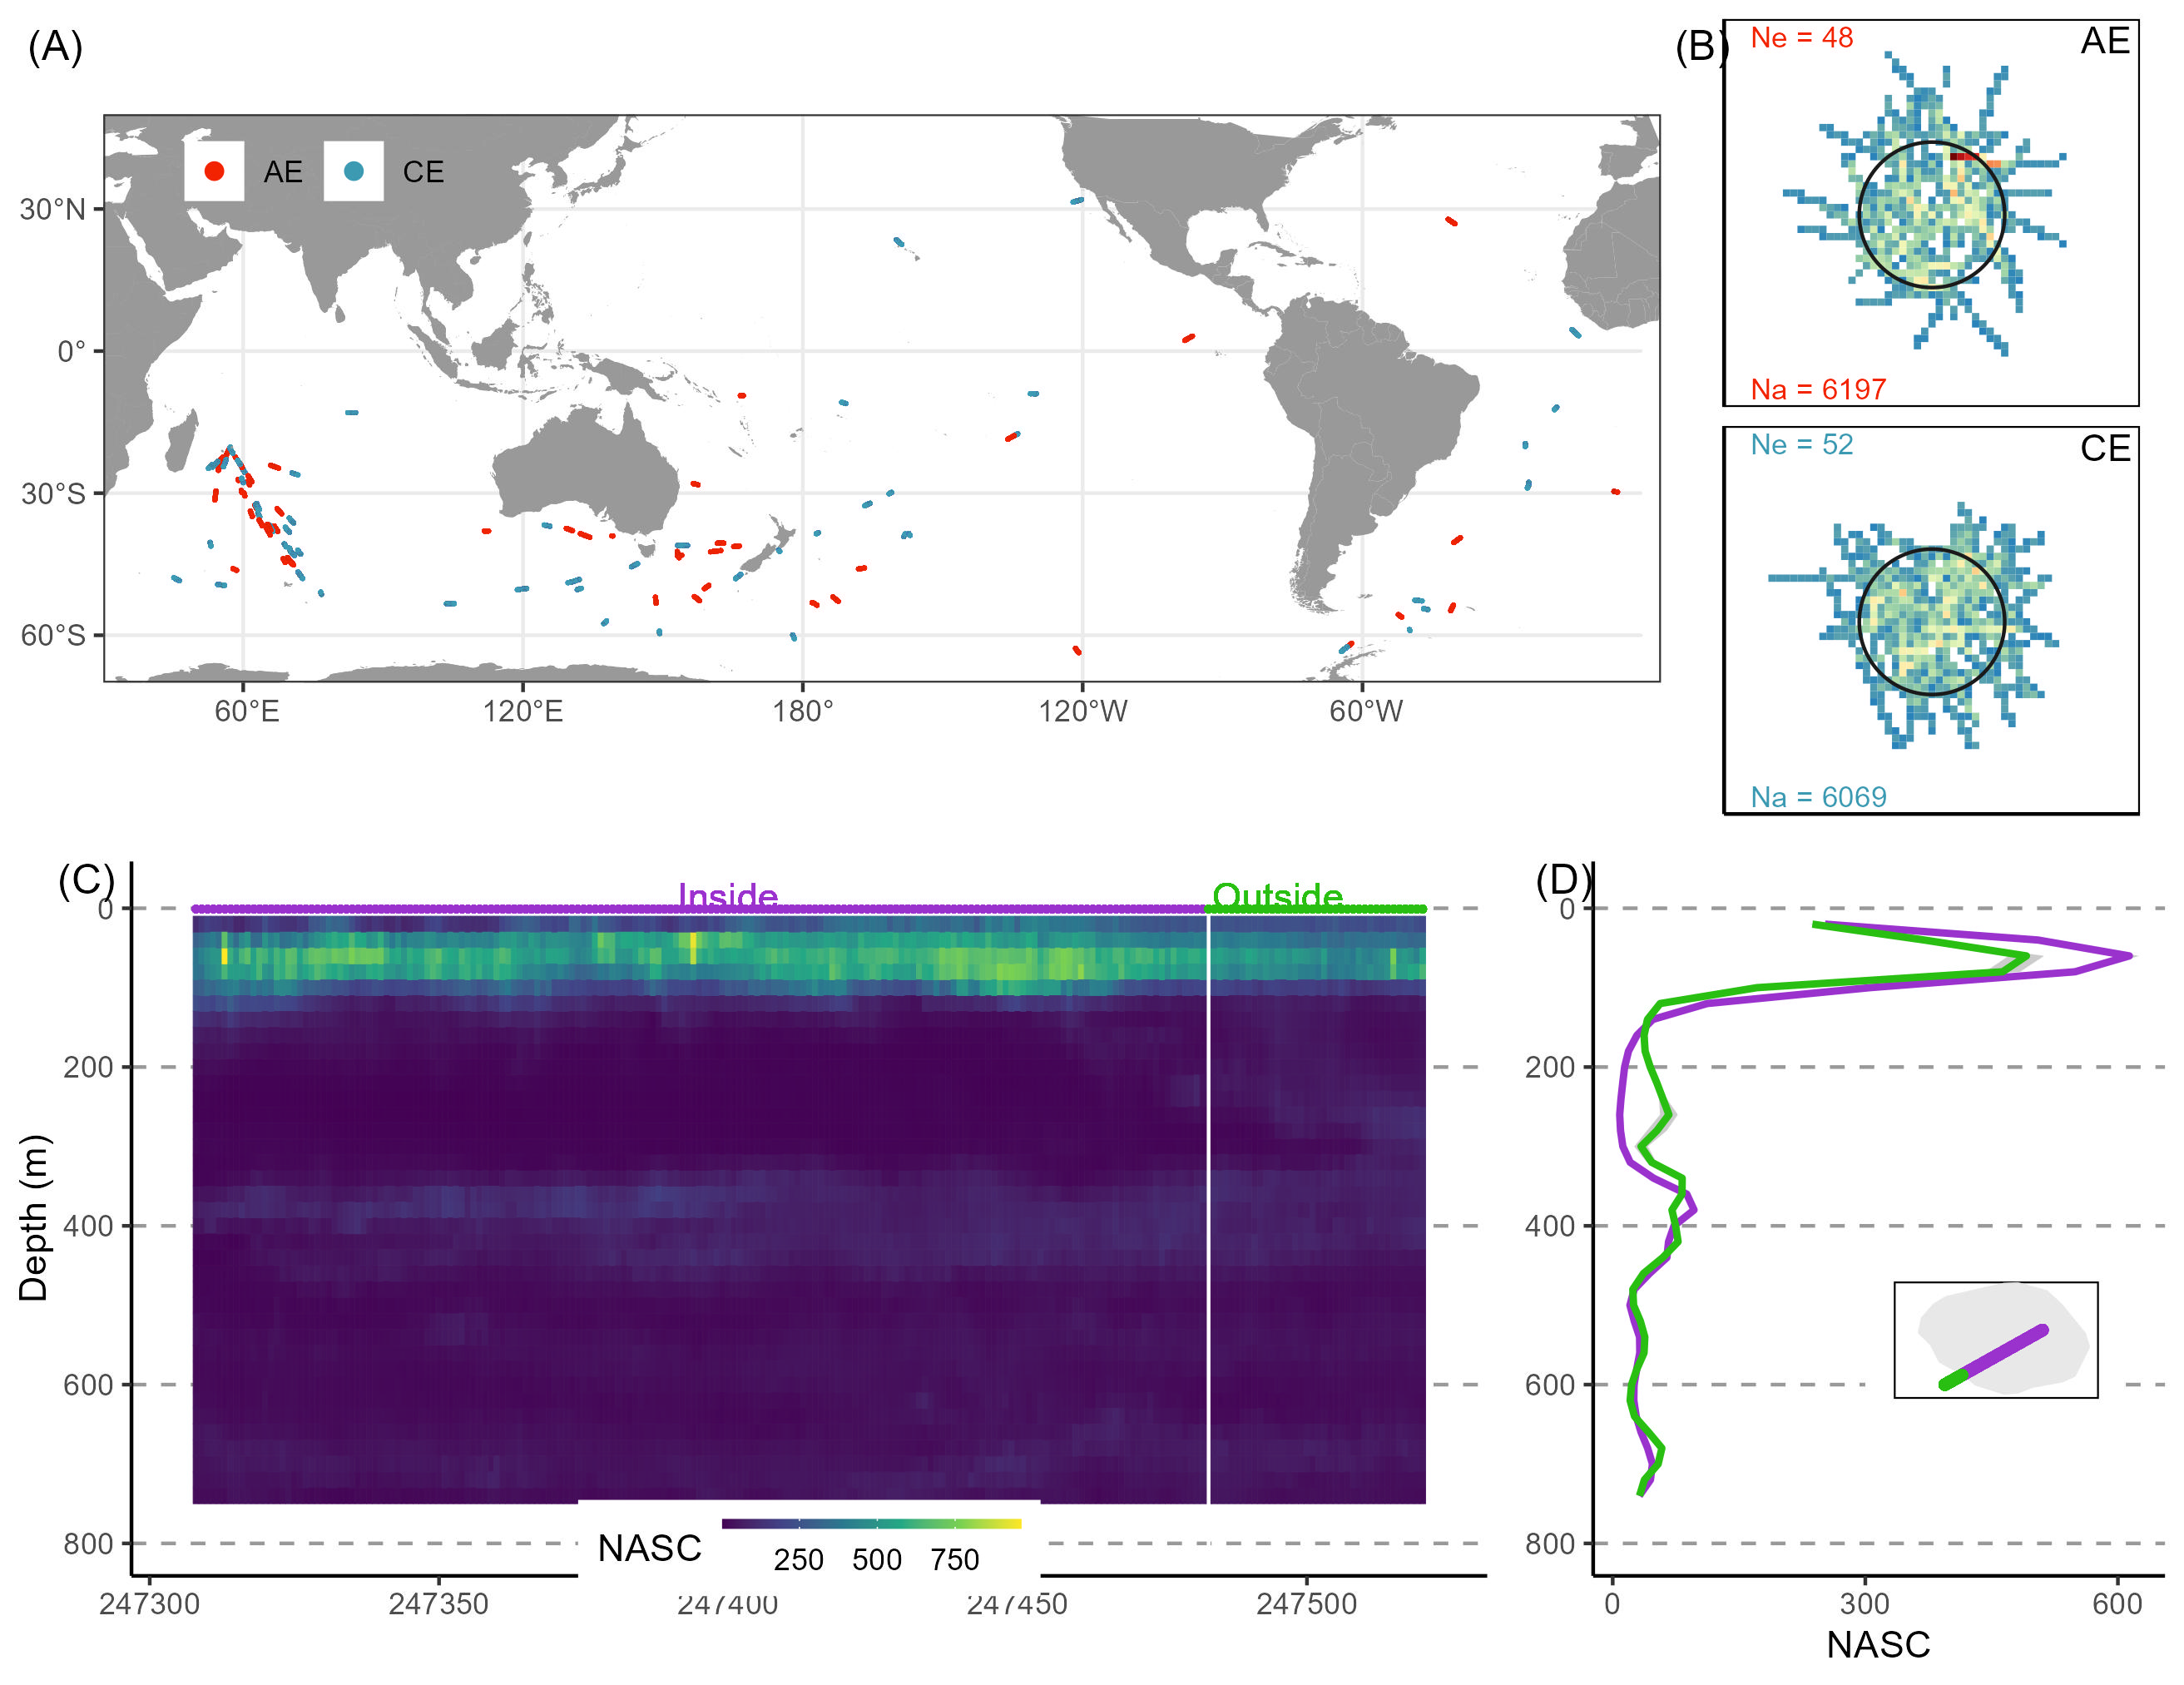 (A)
AE
CE
30°N
0°
30°S
60°S
60°E
120°E
180°
120°W
60°W
(B)
Ne = 48
AE
Na = 6197
Ne = 52
CE
Na = 6069
(C)
Inside
Outside
0
200
400
600
800
Depth (m)
NASC
250
500
750
247300
247350
247400
247450
247500
(D)
0
200
400
600
800
0
300
600
NASC